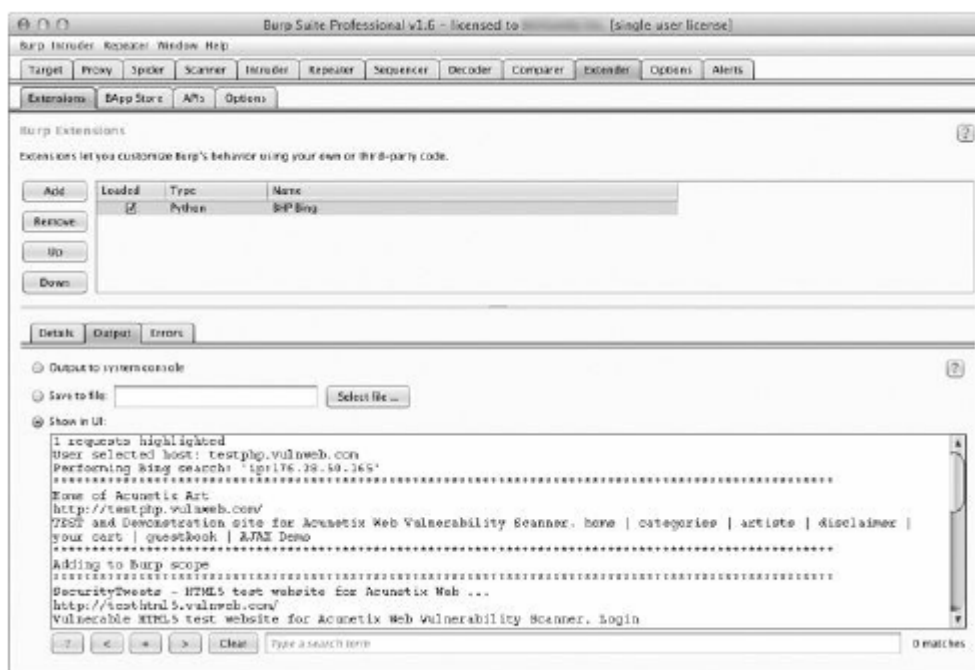 Burp Suite Professional v1.6 - licensed to [single user license]
Burp Intruder Repeater Window Help
Target Proxy Spider Scanner Intruder Repeater Sequencer Decoder Comparer Extender Options Alerts
Extensions BApp Store APIs Options
Burp Extensions
?
Extensions let you customize Burp's behavior using your own or third-party code.
Add Loaded Type Name
Python BHP Bing
Remove
Up
Down
Details Output Errors
Output to system console
?
Save to file: Select file ...
Show in UI:
1 requests highlighted
User selected host: testphp.vulnweb.com
Performing Bing search: 'ip:176.28.50.165'
****************************************************************************************************
Home of Acunetix Art
http://testphp.vulnweb.com/
TEST and Demonstration site for Acunetix Web Vulnerability Scanner. home | categories | artists | disclaimer |
your cart | guestbook | AJAX Demo
****************************************************************************************************
Adding to Burp scope
****************************************************************************************************
SecurityTweets - HTML5 test website for Acunetix Web ...
http://testhtml5.vulnweb.com/
Vulnerable HTML5 test website for Acunetix Web Vulnerability Scanner. Login
? < + > Clear Type a search term 0 matches